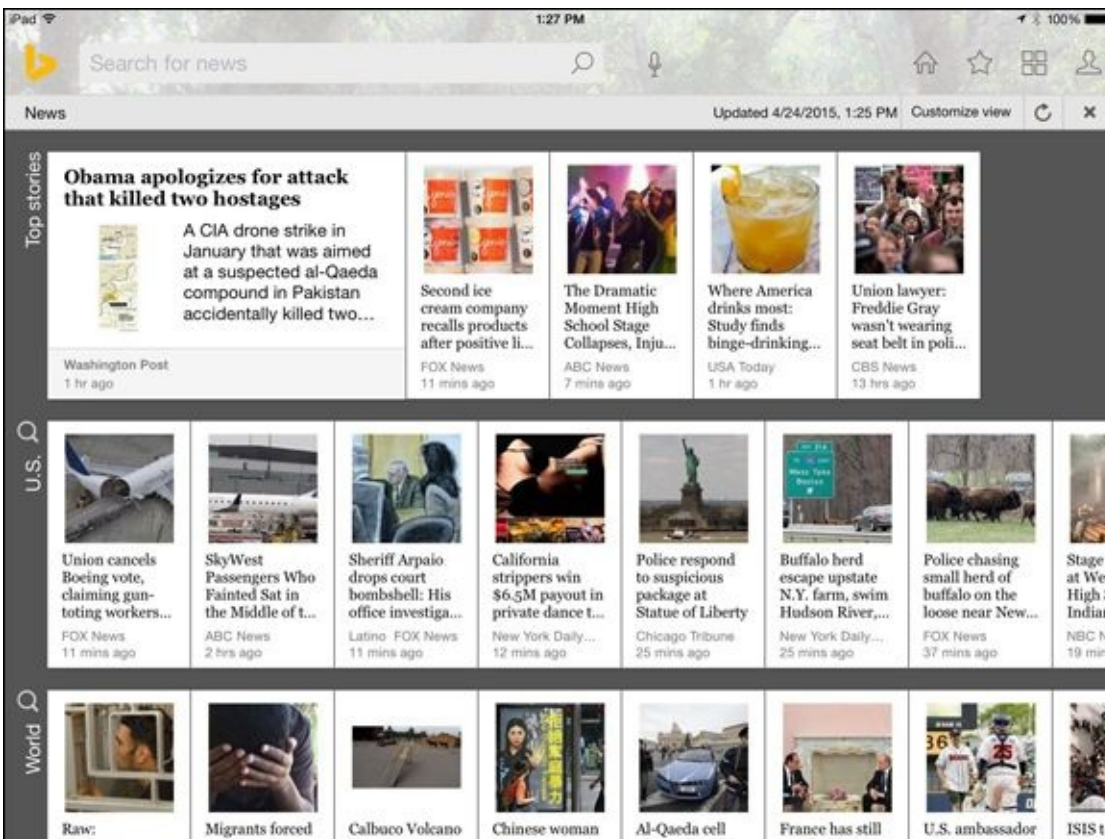 iPad 1:27 PM 100%
Search for news
News Updated 4/24/2015, 1:25 PM Customize view
Top stories
Obama apologizes for attack
that killed two hostages
A CIA drone strike in
January that was aimed
at a suspected al-Qaeda
compound in Pakistan
accidentally killed two...
Washington Post
1 hr ago
Second ice
cream company
recalls products
after positive li...
FOX News
11 mins ago
The Dramatic
Moment High
School Stage
Collapses, Inju...
ABC News
7 mins ago
Where America
drinks most:
Study finds
binge-drinking...
USA Today
1 hr ago
Union lawyer:
Freddie Gray
wasn't wearing
seat belt in poli...
CBS News
13 hrs ago
U.S.
Union cancels
Boeing vote,
claiming gun-
toting workers...
FOX News
11 mins ago
SkyWest
Passengers Who
Fainted Sat in
the Middle of t...
ABC News
2 hrs ago
Sheriff Arpaio
drops court
bombshell: His
office investiga...
Latino FOX News
11 mins ago
California
strippers win
$6.5M payout in
private dance t...
New York Daily...
12 mins ago
Police respond
to suspicious
package at
Statue of Liberty
Chicago Tribune
25 mins ago
Buffalo herd
escape upstate
N.Y. farm, swim
Hudson River,...
New York Daily...
25 mins ago
Police chasing
small herd of
buffalo on the
loose near New...
FOX News
37 mins ago
Stage
at We
High
Indian
NBC N
19 min
World
Raw:
Migrants forced
Calbuco Volcano
Chinese woman
Al-Qaeda cell
France has still
U.S. ambassador
ISIS t